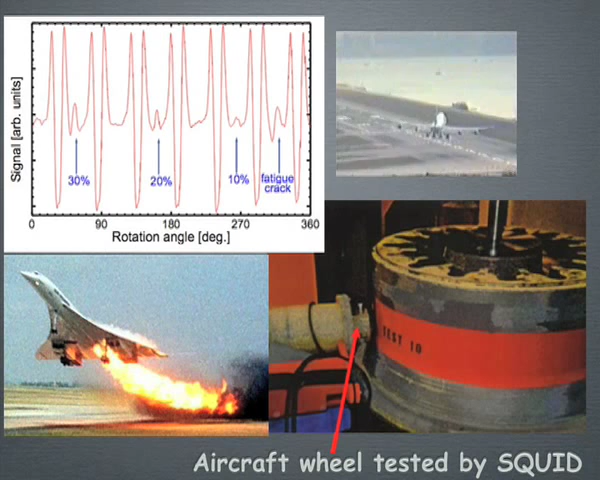 Signal [arb. units]
30%
20%
10%
fatigue
crack
0
90
180
270
360
Rotation angle [deg.]
TEST 10
Aircraft wheel tested by SQUID